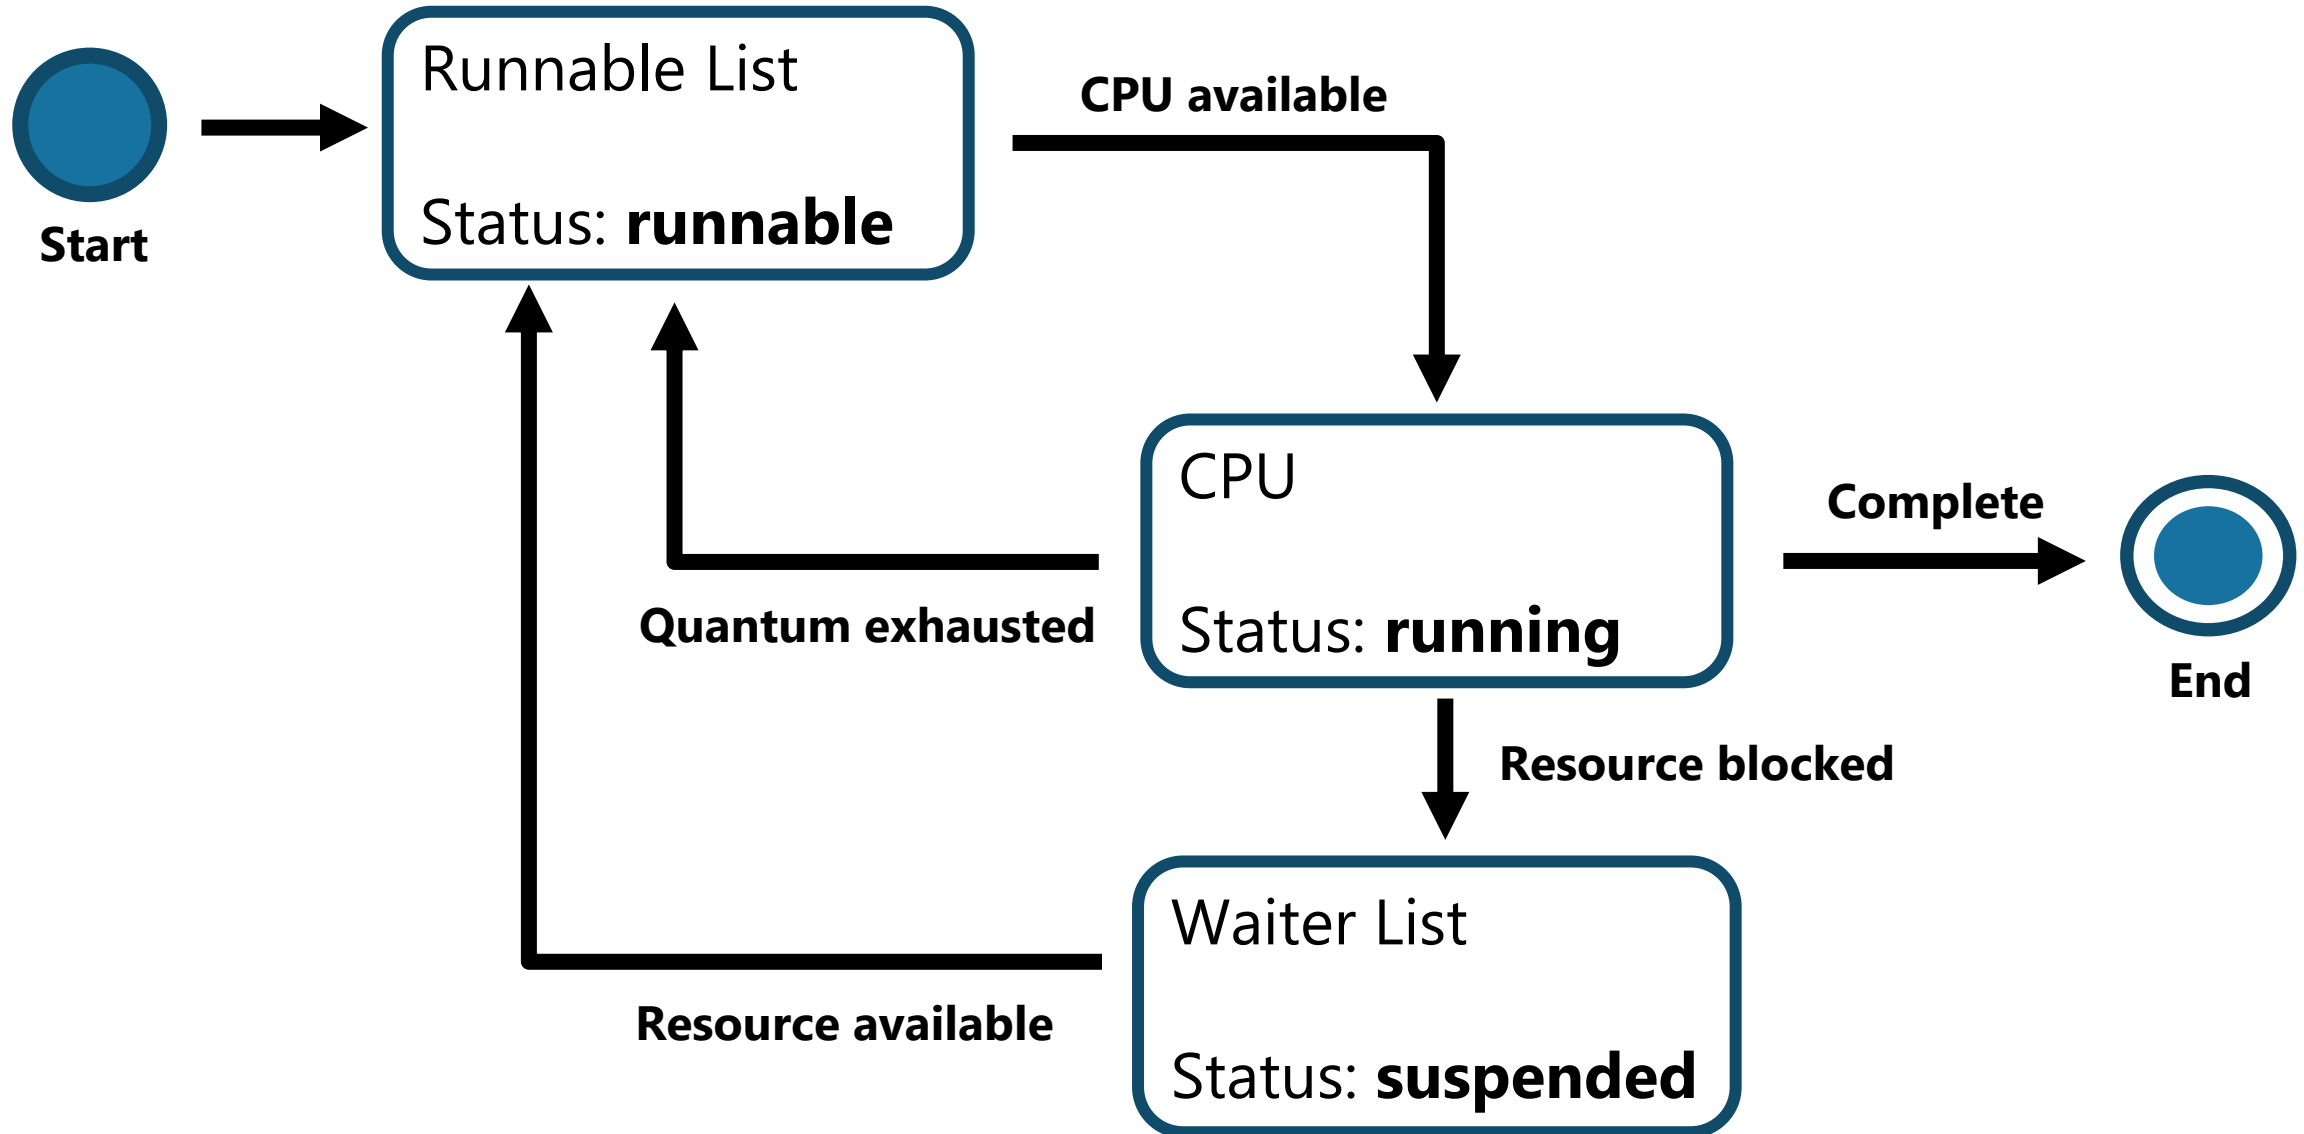 Start
Runnable List
Status: runnable
CPU available
CPU
Status: running
Complete
End
Quantum exhausted
Resource blocked
Waiter List
Status: suspended
Resource available